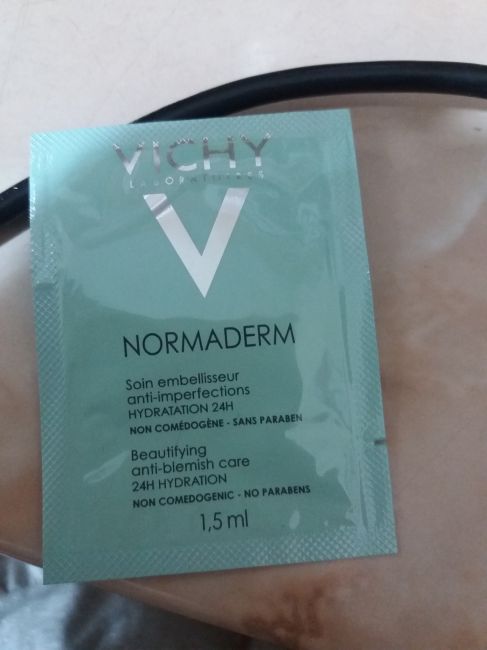 VICHY
LABORATOIRES
V
NORMADERM
Soin embellisseur
anti-imperfections
HYDRATATION 24H
NON COMÉDOGÈNE - SANS PARABEN
Beautifying
anti-blemish care
24H HYDRATION
NON COMEDOGENIC - NO PARABENS
1,5 ml